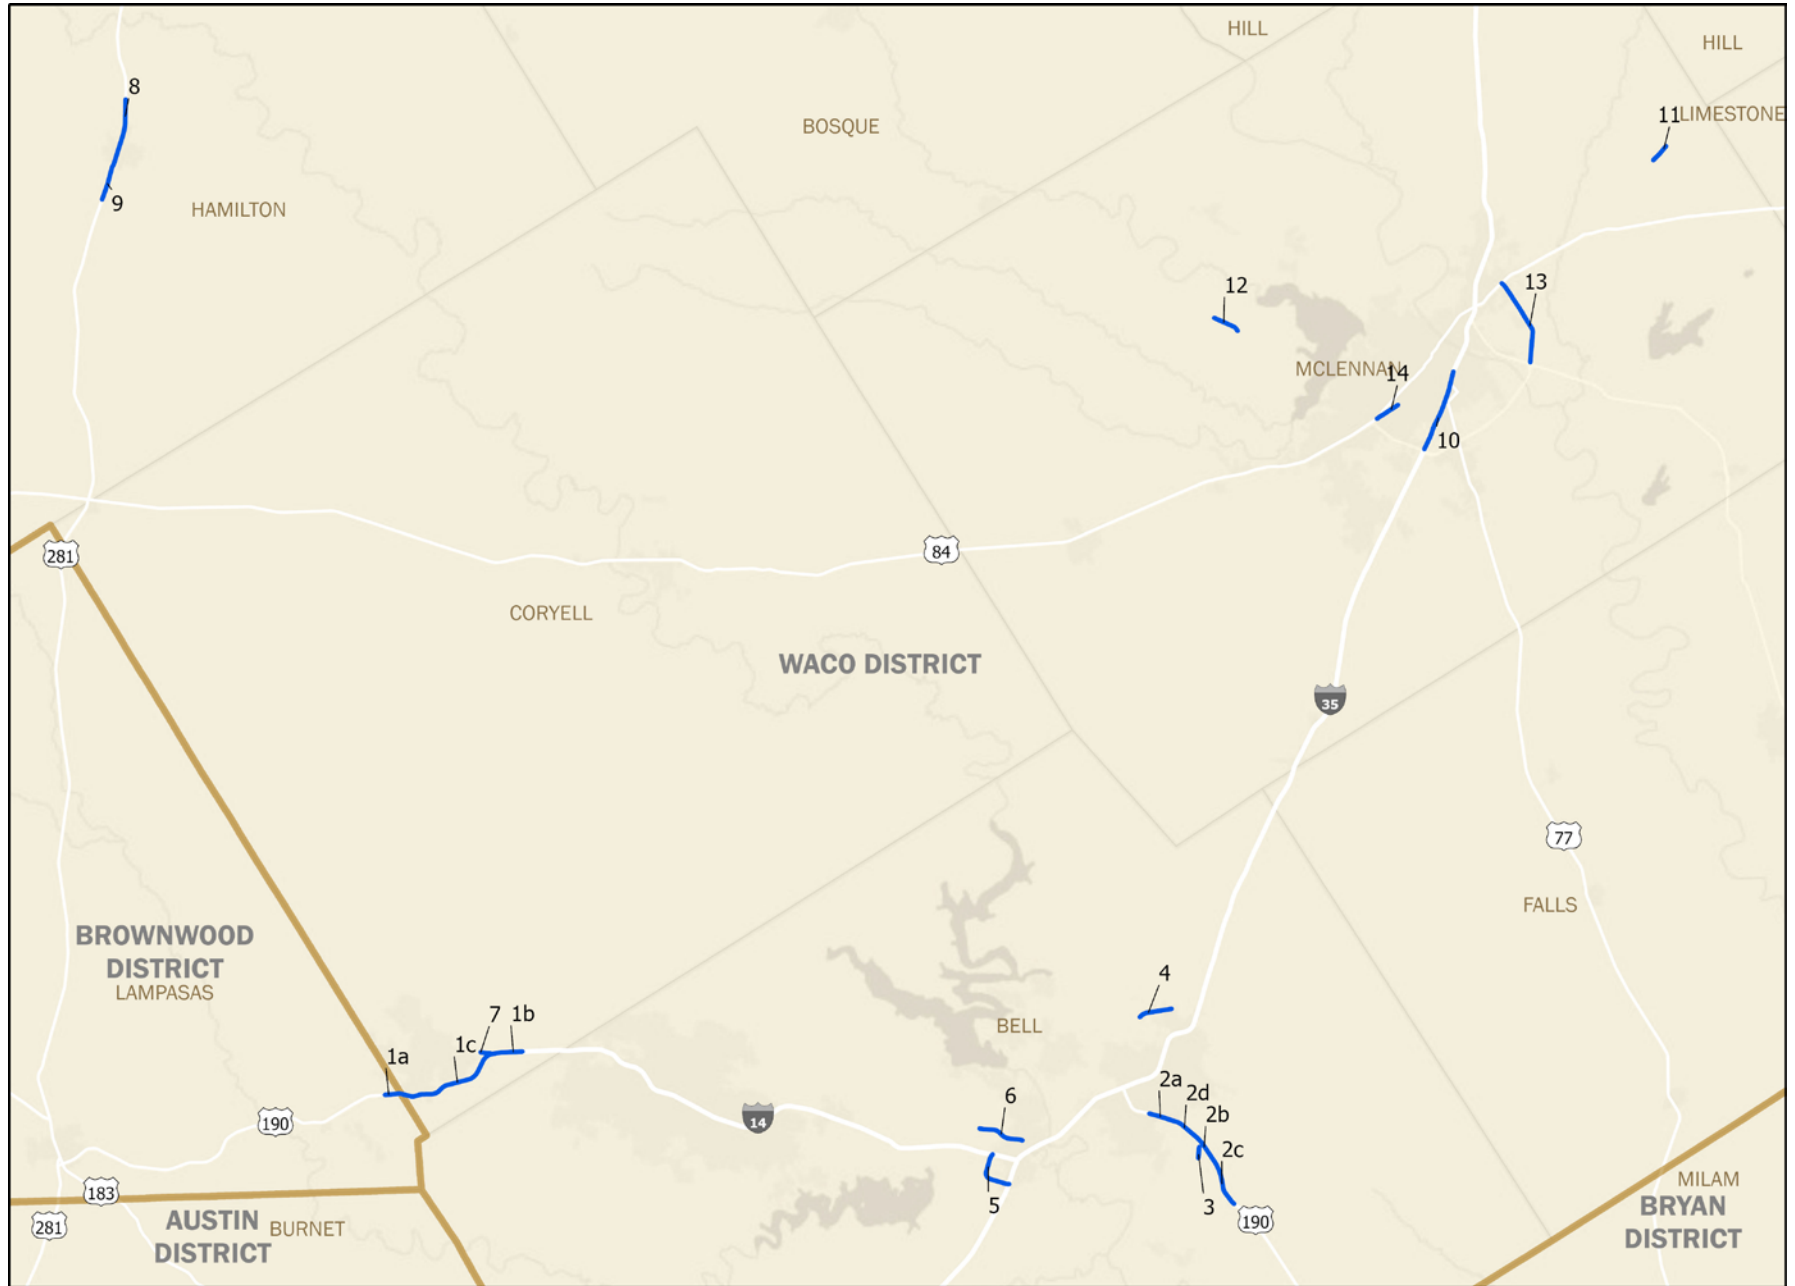 HILL
HILL
8
BOSQUE
11
LIMESTONE
9
HAMILTON
12
13
MCLENNAN
14
10
281
84
CORYELL
WACO DISTRICT
35
77
FALLS
BROWNWOOD
DISTRICT
LAMPASAS
4
7
1b
BELL
1c
1a
2a
2d
6
2b
190
14
2c
183
5
3
MILAM
281
AUSTIN
DISTRICT
BURNET
190
BRYAN
DISTRICT